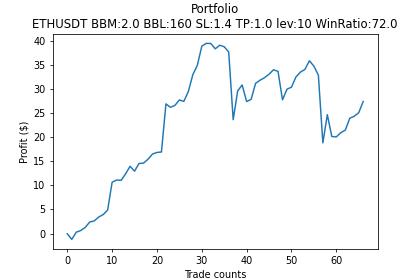 Portfolio
ETHUSDT BBM:2.0 BBL:160 SL:1.4 TP:1.0 lev:10 WinRatio:72.0
40
35
30
25
20
15
10
5
0
Profit ($)
0 10 20 30 40 50 60
Trade counts